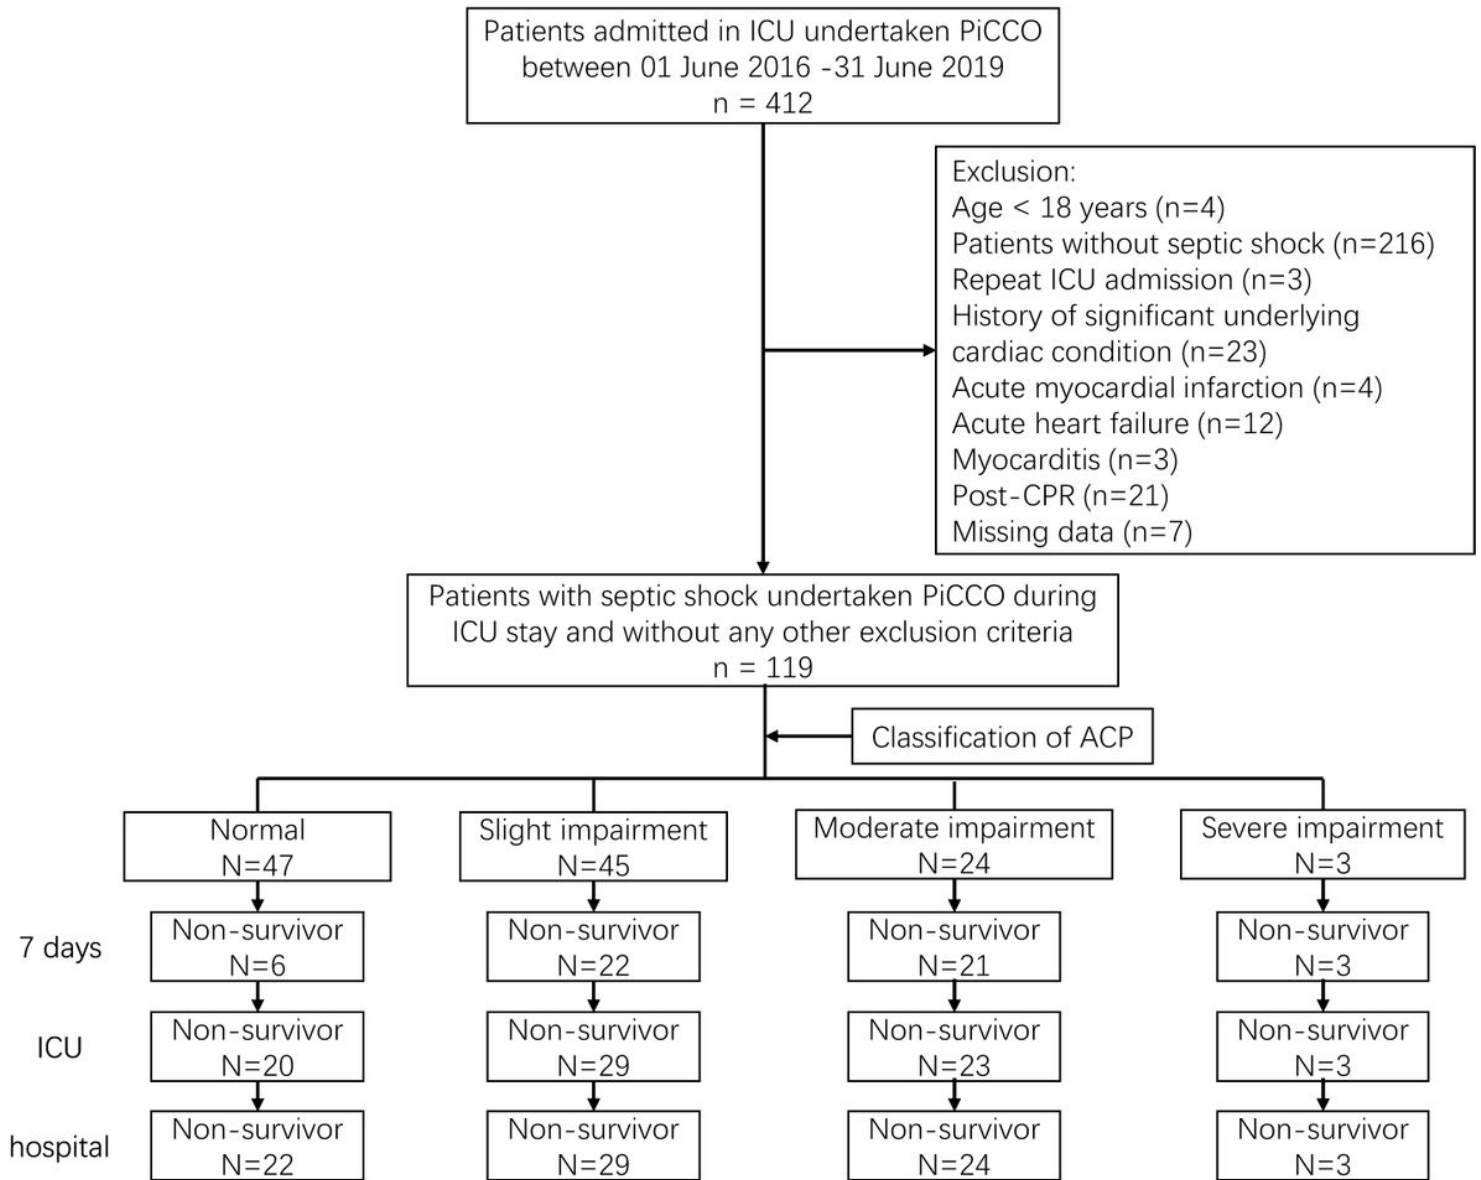 Patients admitted in ICU undertaken PiCCO
between 01 June 2016 -31 June 2019
n = 412
Exclusion:
Age < 18 years (n=4)
Patients without septic shock (n=216)
Repeat ICU admission (n=3)
History of significant underlying
cardiac condition (n=23)
Acute myocardial infarction (n=4)
Acute heart failure (n=12)
Myocarditis (n=3)
Post-CPR (n=21)
Missing data (n=7)
Patients with septic shock undertaken PiCCO during
ICU stay and without any other exclusion criteria
n = 119
Classification of ACP
Normal
N=47
Slight impairment
N=45
Moderate impairment
N=24
Severe impairment
N=3
7 days
Non-survivor
N=6
Non-survivor
N=22
Non-survivor
N=21
Non-survivor
N=3
ICU
Non-survivor
N=20
Non-survivor
N=29
Non-survivor
N=23
Non-survivor
N=3
hospital
Non-survivor
N=22
Non-survivor
N=29
Non-survivor
N=24
Non-survivor
N=3